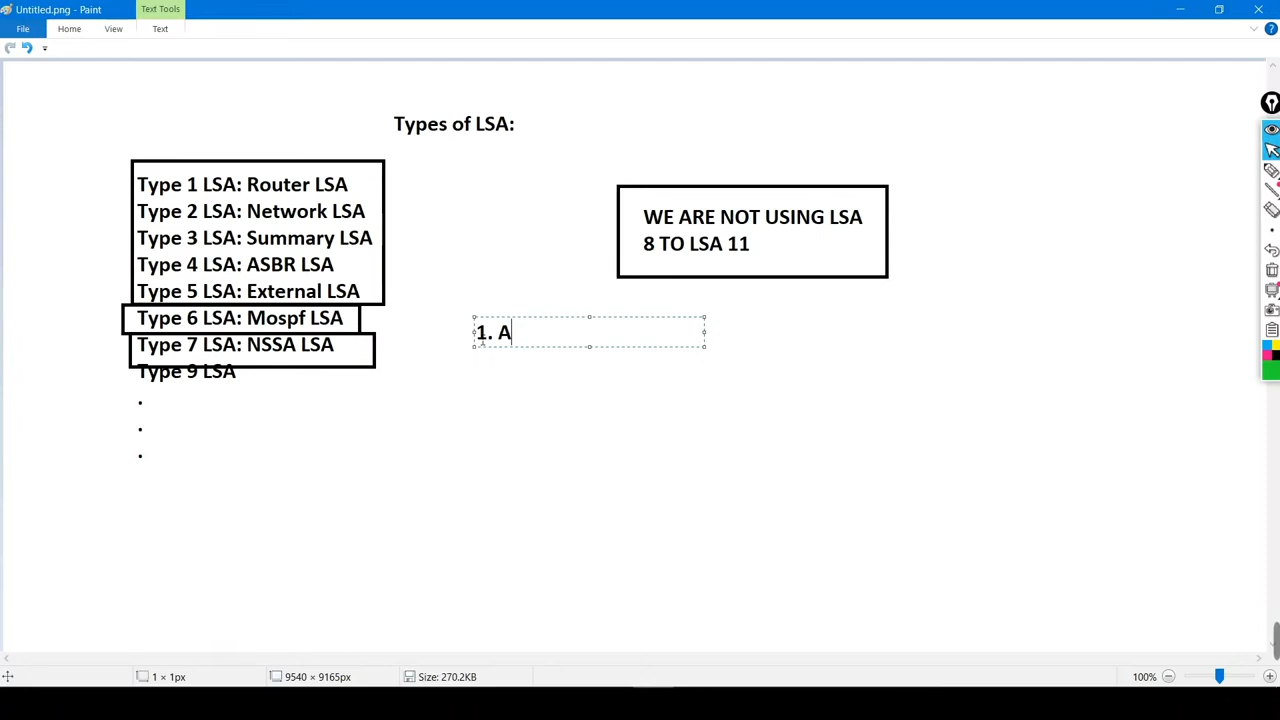 Untitled.png - Paint
Text Tools
File
Home
View
Text
Types of LSA:
Type 1 LSA: Router LSA
Type 2 LSA: Network LSA
Type 3 LSA: Summary LSA
Type 4 LSA: ASBR LSA
Type 5 LSA: External LSA
Type 6 LSA: Mospf LSA
Type 7 LSA: NSSA LSA
Type 9 LSA
.
.
.
WE ARE NOT USING LSA
8 TO LSA 11
1. A
1 × 1px
9540 × 9165px
Size: 270.2KB
100%